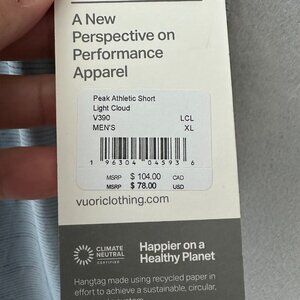 A New
Perspective on
Performance
Apparel
Peak Athletic Short
Light Cloud
V390 LCL
MEN'S XL
1 96304 04593 6
MSRP $ 104.00 CAD
MSRP $ 78.00 USD
vuoriclothing.com
CLIMATE
NEUTRAL
CERTIFIED
Happier on a
Healthy Planet
Hangtag made using recycled paper in
effort to achieve a sustainable, circular,